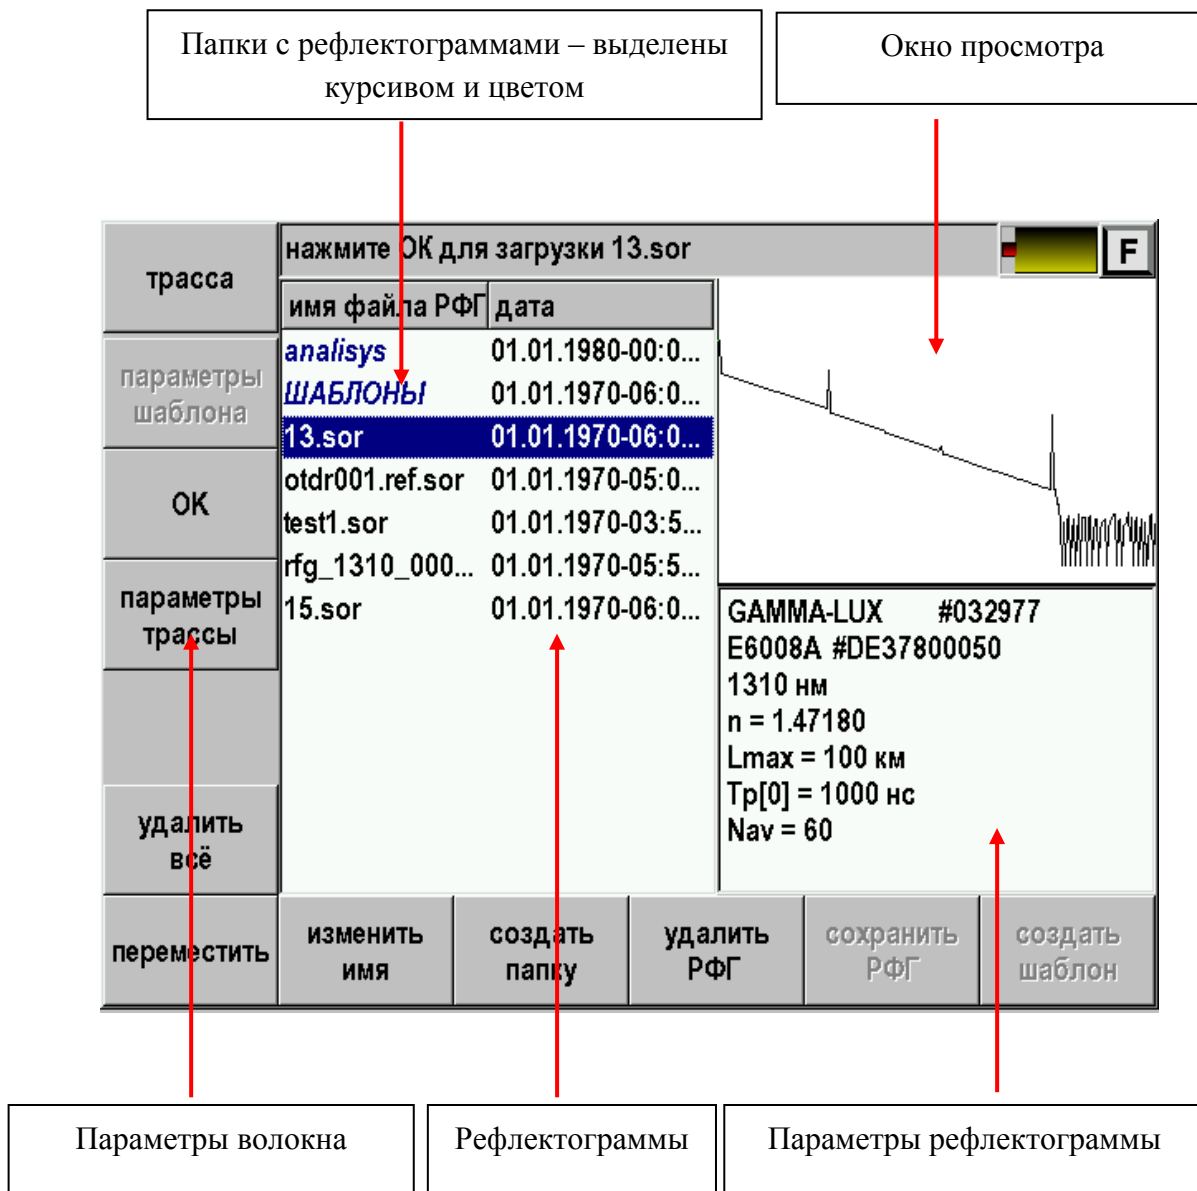 Папки с рефлектограммами – выделены
курсивом и цветом
Окно просмотра
трасса
нажмите ОК для загрузки 13.sor
F
имя файла РФГ дата
analisys 01.01.1980-00:0...
ШАБЛОНЫ 01.01.1970-06:0...
13.sor 01.01.1970-06:0...
otdr001.ref.sor 01.01.1970-05:0...
test1.sor 01.01.1970-03:5...
rfg_1310_000... 01.01.1970-05:5...
15.sor 01.01.1970-06:0...
параметры
шаблона
ОК
параметры
трассы
удалить
всё
переместить
GAMMA-LUX #032977
E6008A #DE37800050
1310 нм
n = 1.47180
Lmax = 100 км
Tp[0] = 1000 нс
Nav = 60
изменить
имя
создать
папку
удалить
РФГ
сохранить
РФГ
создать
шаблон
Параметры волокна
Рефлектограммы
Параметры рефлектограммы